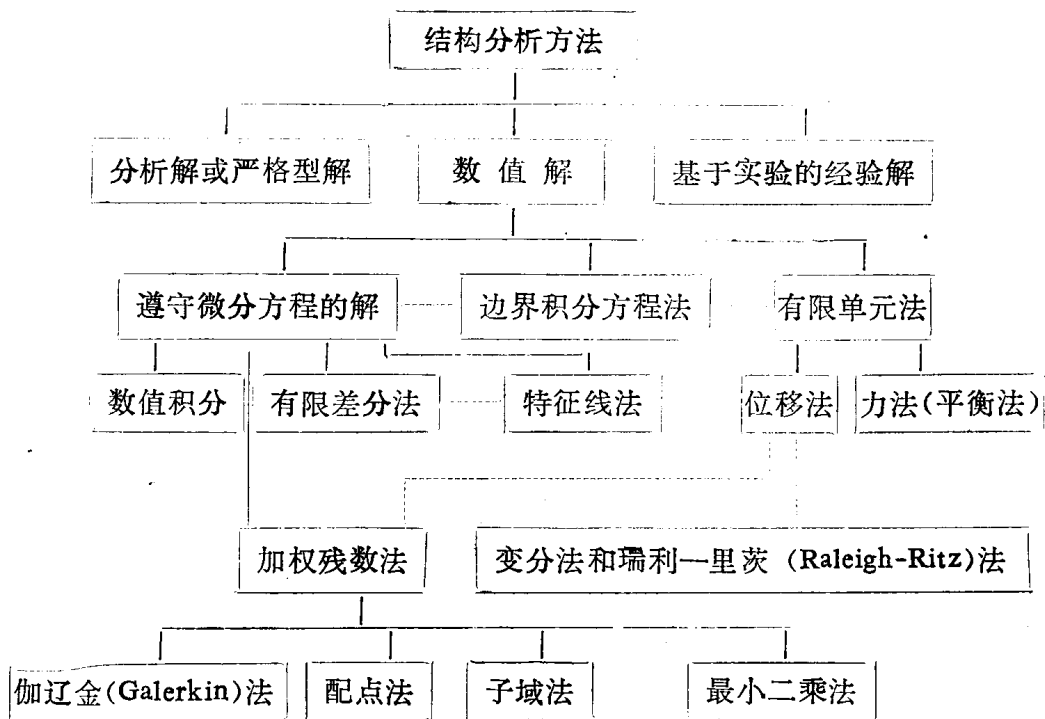 结构分析方法
分析解或严格型解
数值解
基于实验的经验解
遵守微分方程的解
边界积分方程法
有限单元法
数值积分
有限差分法
特征线法
位移法
力法(平衡法)
加权残数法
变分法和瑞利一里茨 (Raleigh-Ritz)法
伽辽金(Galerkin)法
配点法
子域法
最小二乘法